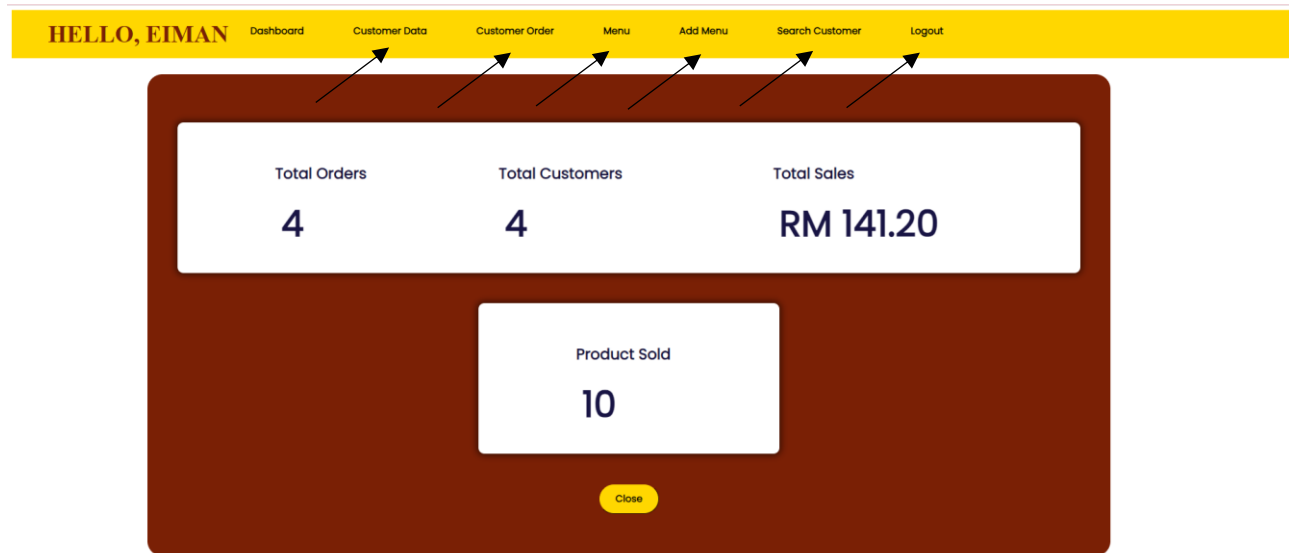 HELLO, EIMAN Dashboard Customer Data Customer Order Menu Add Menu Search Customer Logout
Total Orders Total Customers Total Sales
4 4 RM 141.20
Product Sold
10
Close